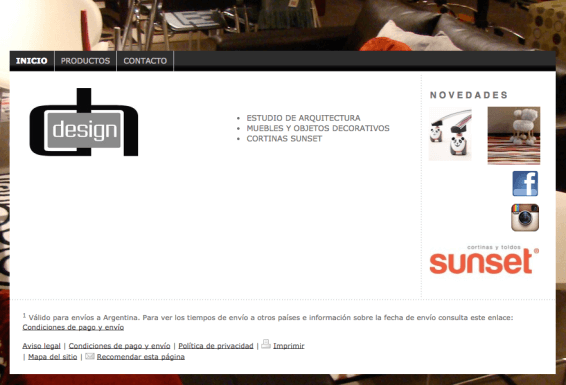 INICIO PRODUCTOS CONTACTO
design
• ESTUDIO DE ARQUITECTURA
• MUEBLES Y OBJETOS DECORATIVOS
• CORTINAS SUNSET
NOVEDADES
f
cortinas y toldos
sunset®
1 Válido para envíos a Argentina. Para ver los tiempos de envío a otros países e información sobre la fecha de envío consulta este enlace:
Condiciones de pago y envío
Aviso legal | Condiciones de pago y envío | Política de privacidad | Imprimir
| Mapa del sitio | Recomendar esta página